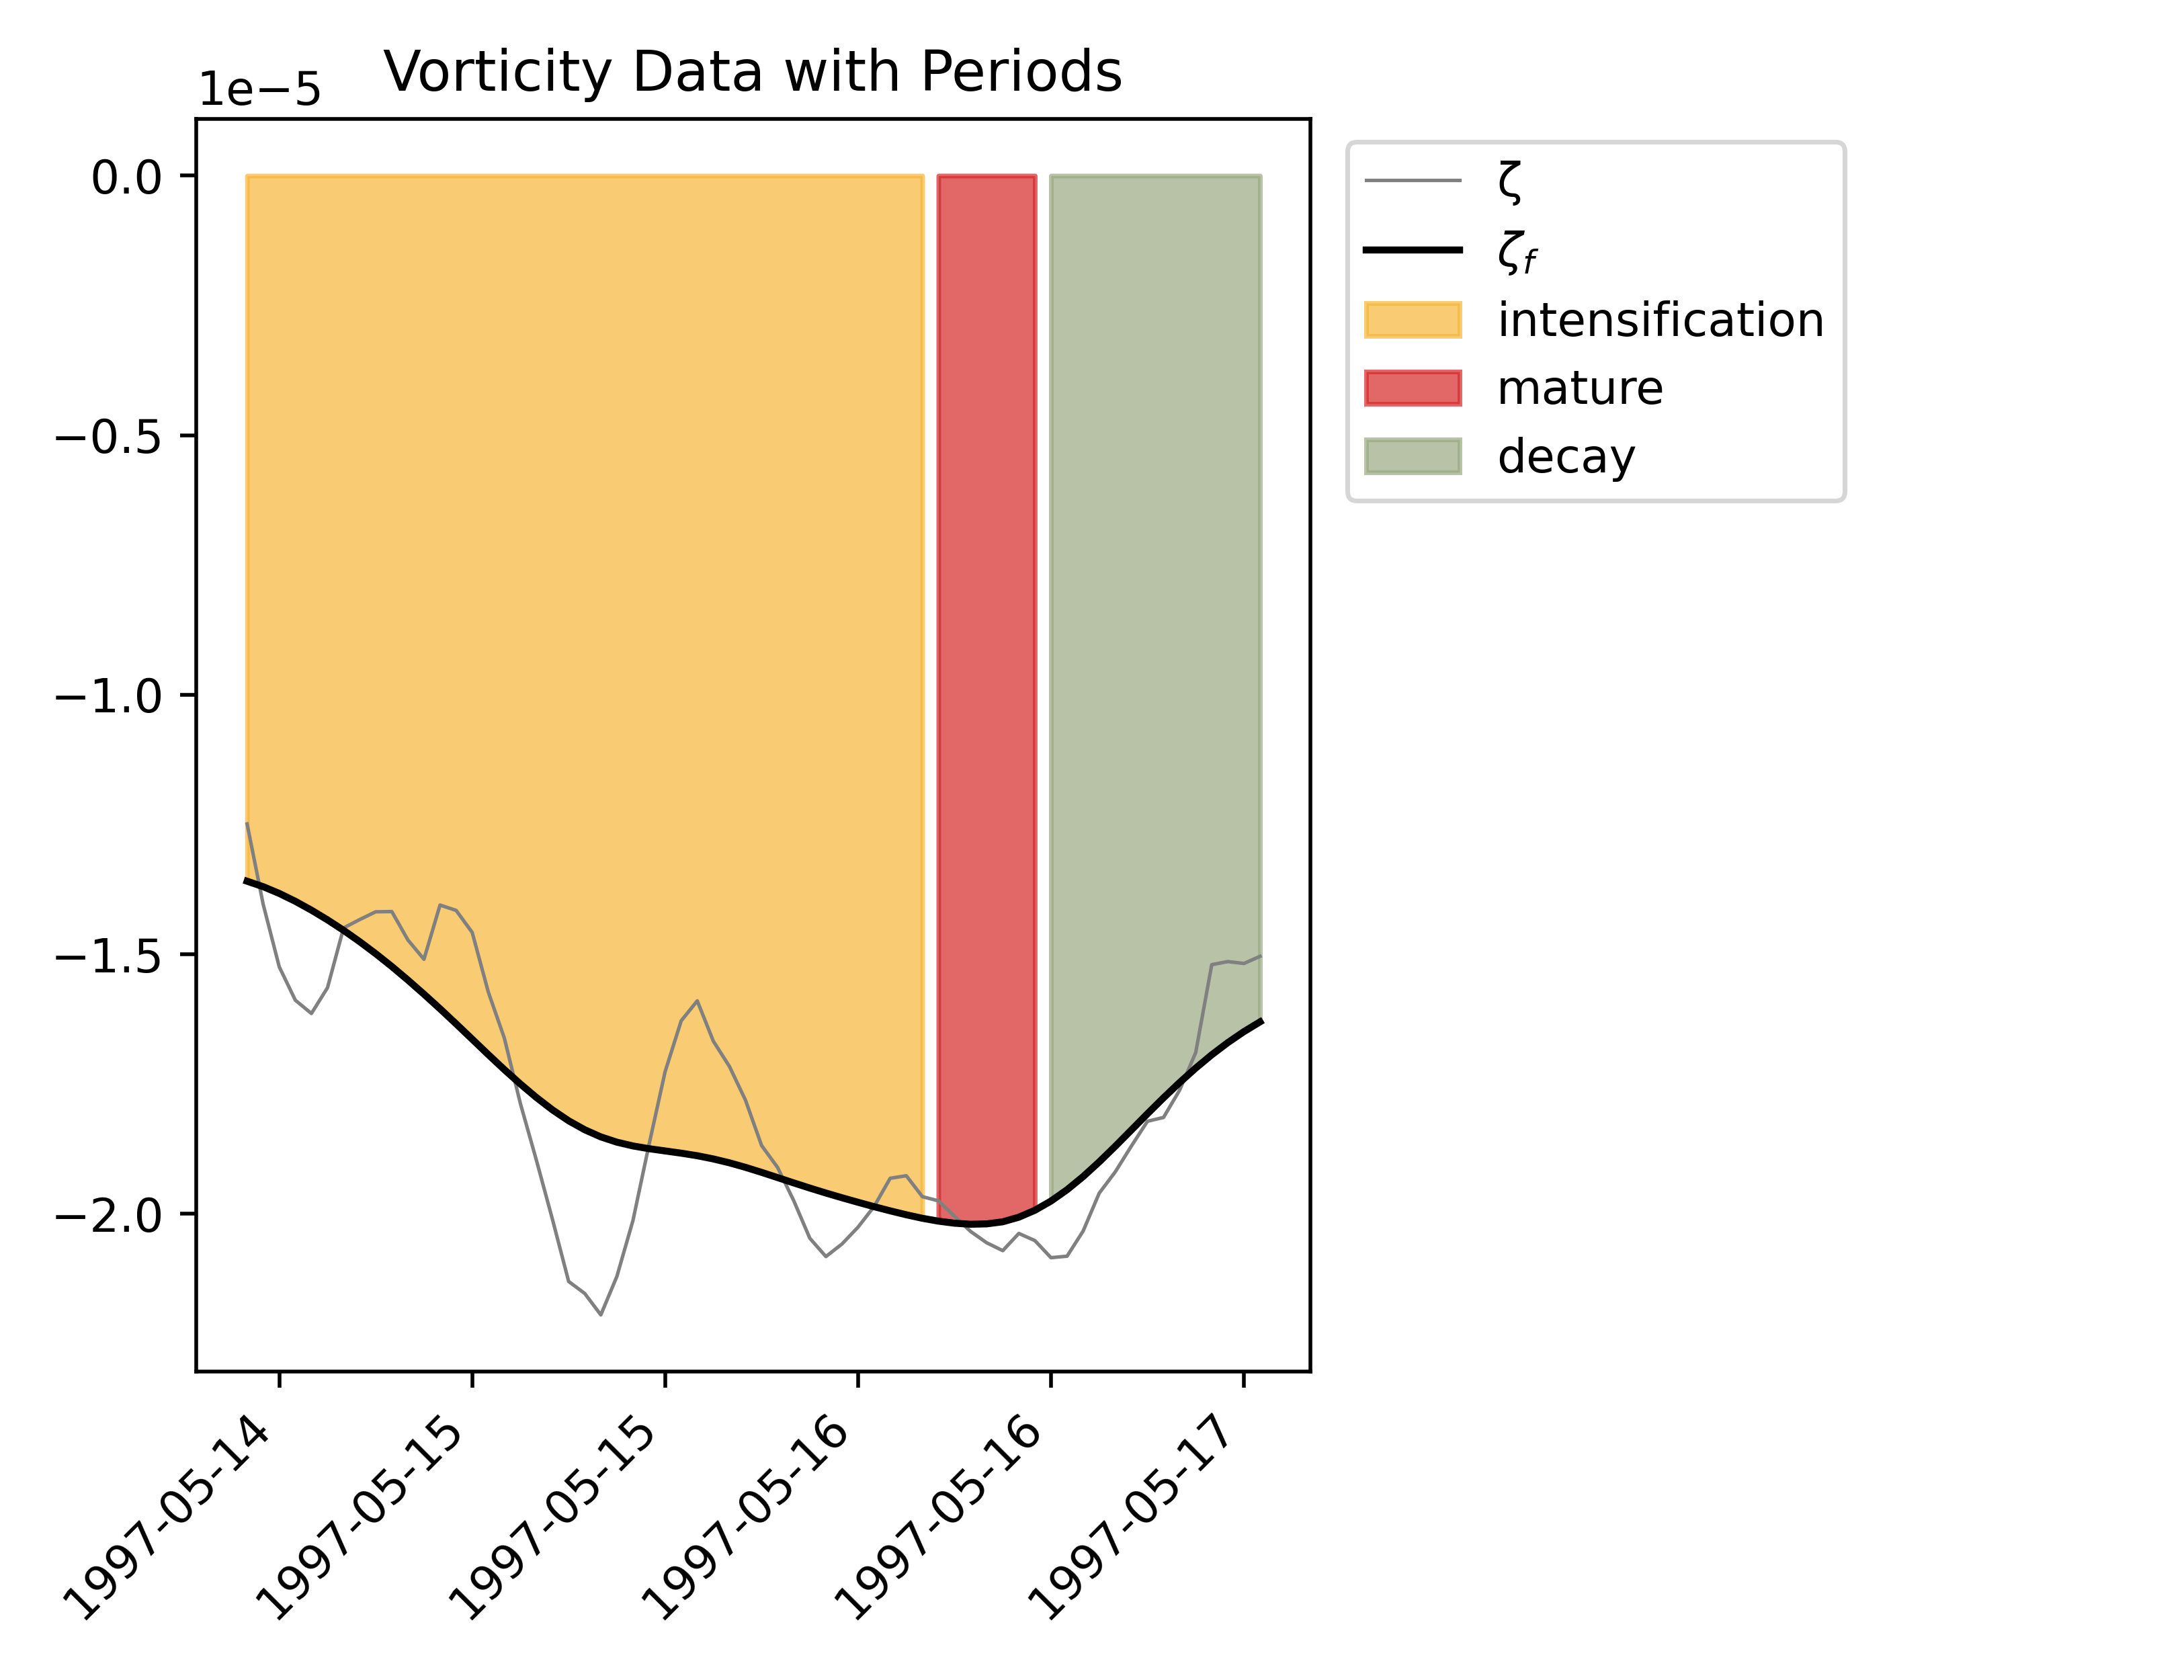 Vorticity Data with Periods
1e−5
0.0
−0.5
−1.0
−1.5
−2.0
1997-05-14
1997-05-15
1997-05-15
1997-05-16
1997-05-16
1997-05-17
ζ
ζf
intensification
mature
decay